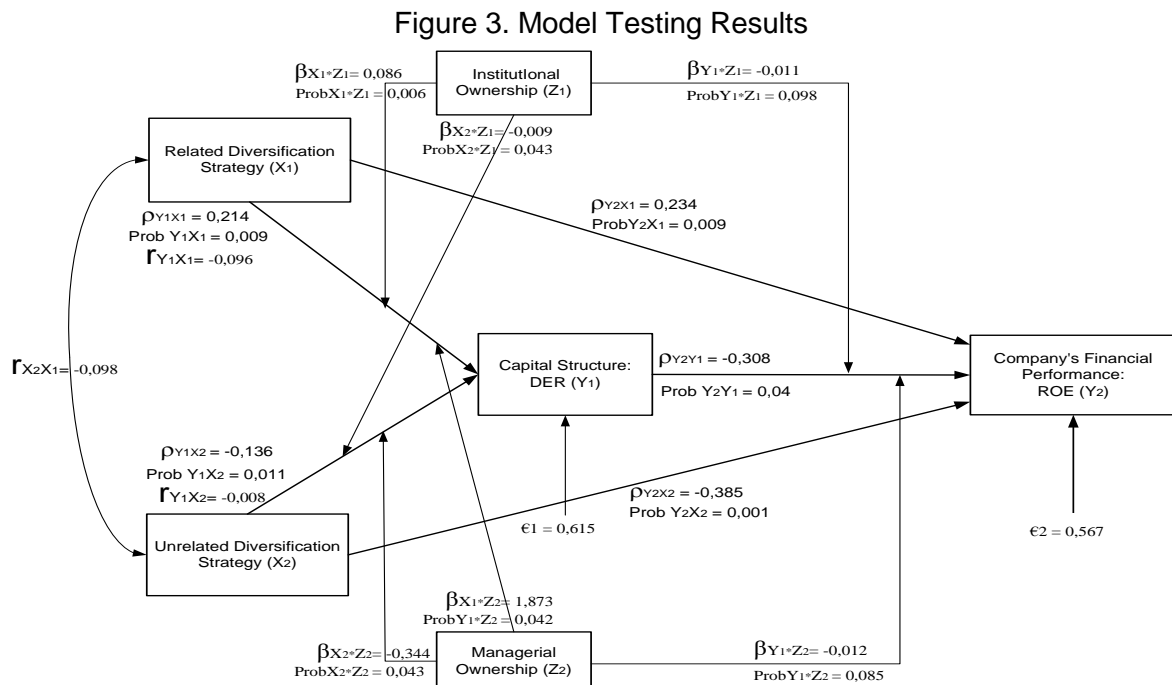 Figure 3. Model Testing Results
βX1*Z1= 0,086
ProbX1*Z1 = 0,006
InstitutIonal
Ownership (Z1)
βY1*Z1= -0,011
ProbY1*Z1 = 0,098
βX2*Z1= -0,009
ProbX2*Z1 = 0,043
Related Diversification
Strategy (X1)
ρY1X1 = 0,214
Prob Y1X1 = 0,009
rY1X1= -0,096
ρY2X1 = 0,234
ProbY2X1 = 0,009
rX2X1= -0,098
Capital Structure:
DER (Y1)
ρY2Y1 = -0,308
Prob Y2Y1 = 0,04
Company's Financial
Performance:
ROE (Y2)
ρY1X2 = -0,136
Prob Y1X2 = 0,011
rY1X2= -0,008
ρY2X2 = -0,385
Prob Y2X2 = 0,001
Unrelated Diversification
Strategy (X2)
€1 = 0,615
€2 = 0,567
βX1*Z2= 1,873
ProbY1*Z2 = 0,042
βX2*Z2= -0,344
ProbX2*Z2 = 0,043
Managerial
Ownership (Z2)
βY1*Z2= -0,012
ProbY1*Z2 = 0,085